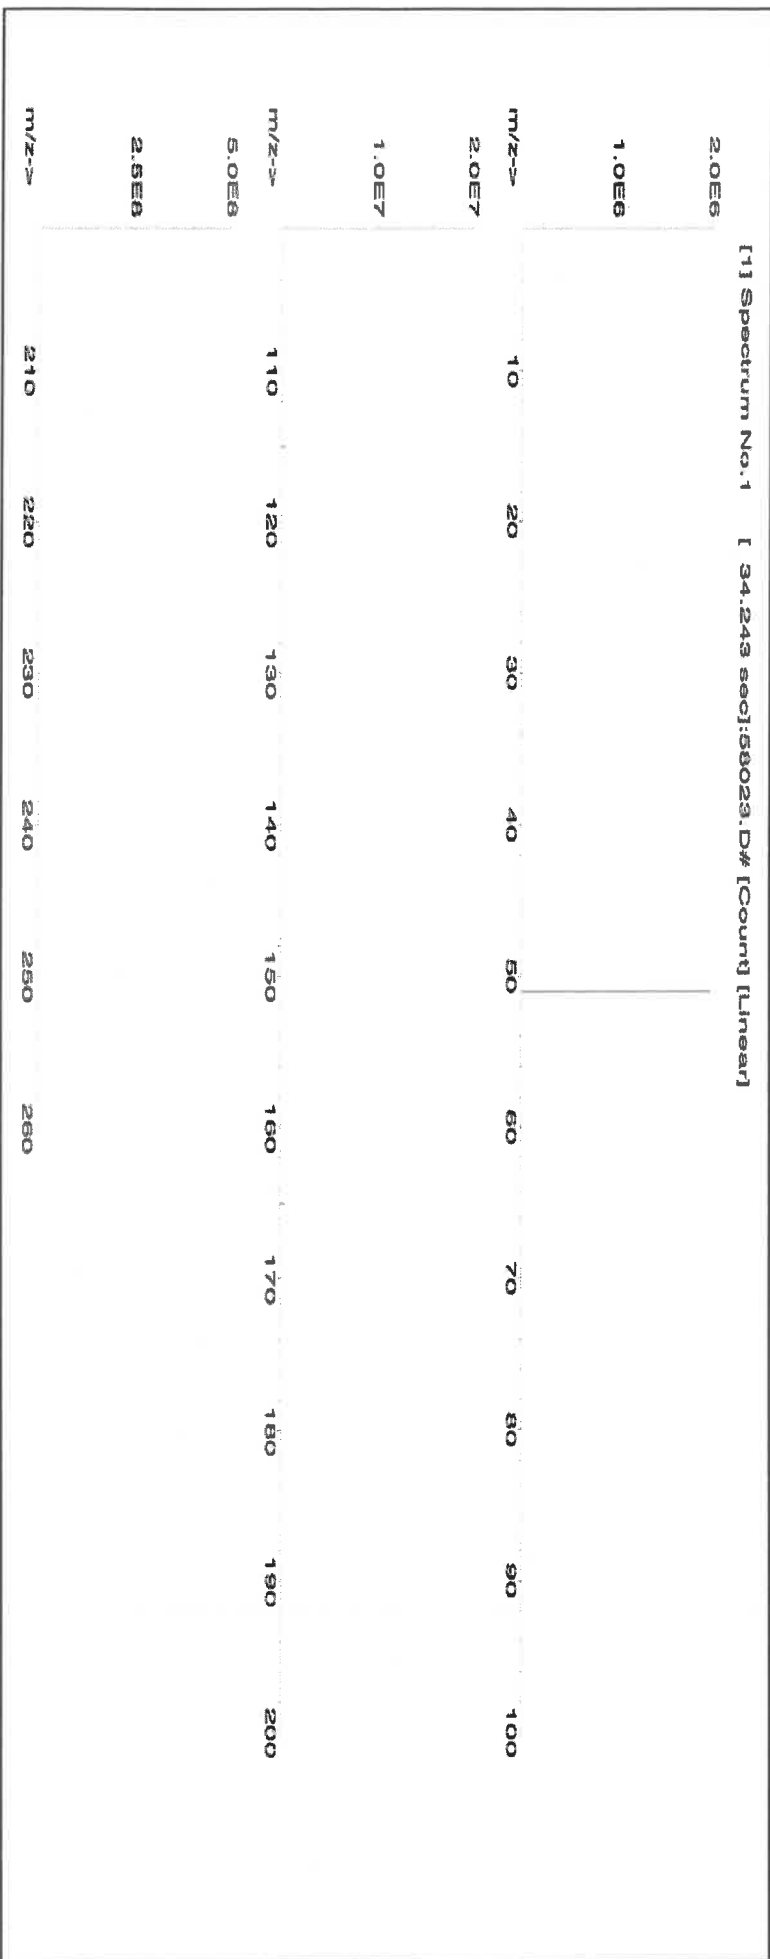 [1] Spectrum No.1 [ 34.243 sec]:58023.D# [Count] [Linear]
2.0E6
1.0E6
m/z-> 10 20 30 40 50 60 70 80 90 100
2.0E7
1.0E7
m/z-> 110 120 130 140 150 160 170 180 190 200
5.0E8
2.5E8
m/z-> 210 220 230 240 250 260